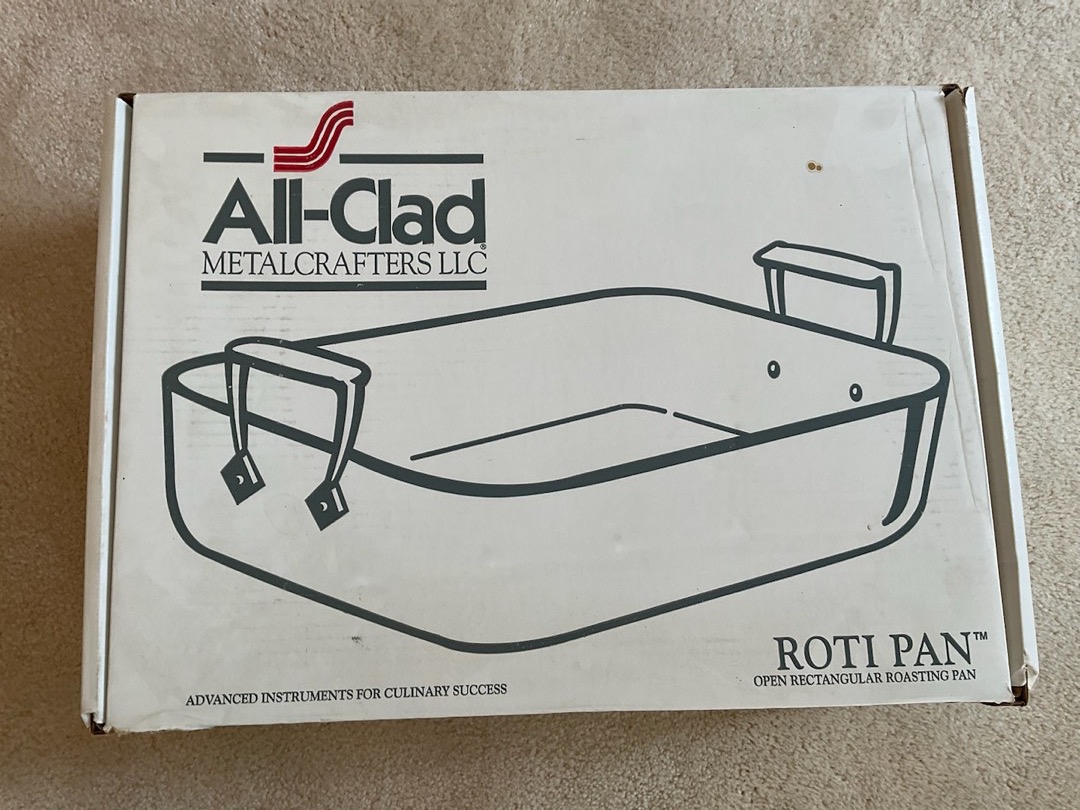 All-Clad®
METALCRAFTERS LLC
ROTI PAN™
OPEN RECTANGULAR ROASTING PAN
ADVANCED INSTRUMENTS FOR CULINARY SUCCESS